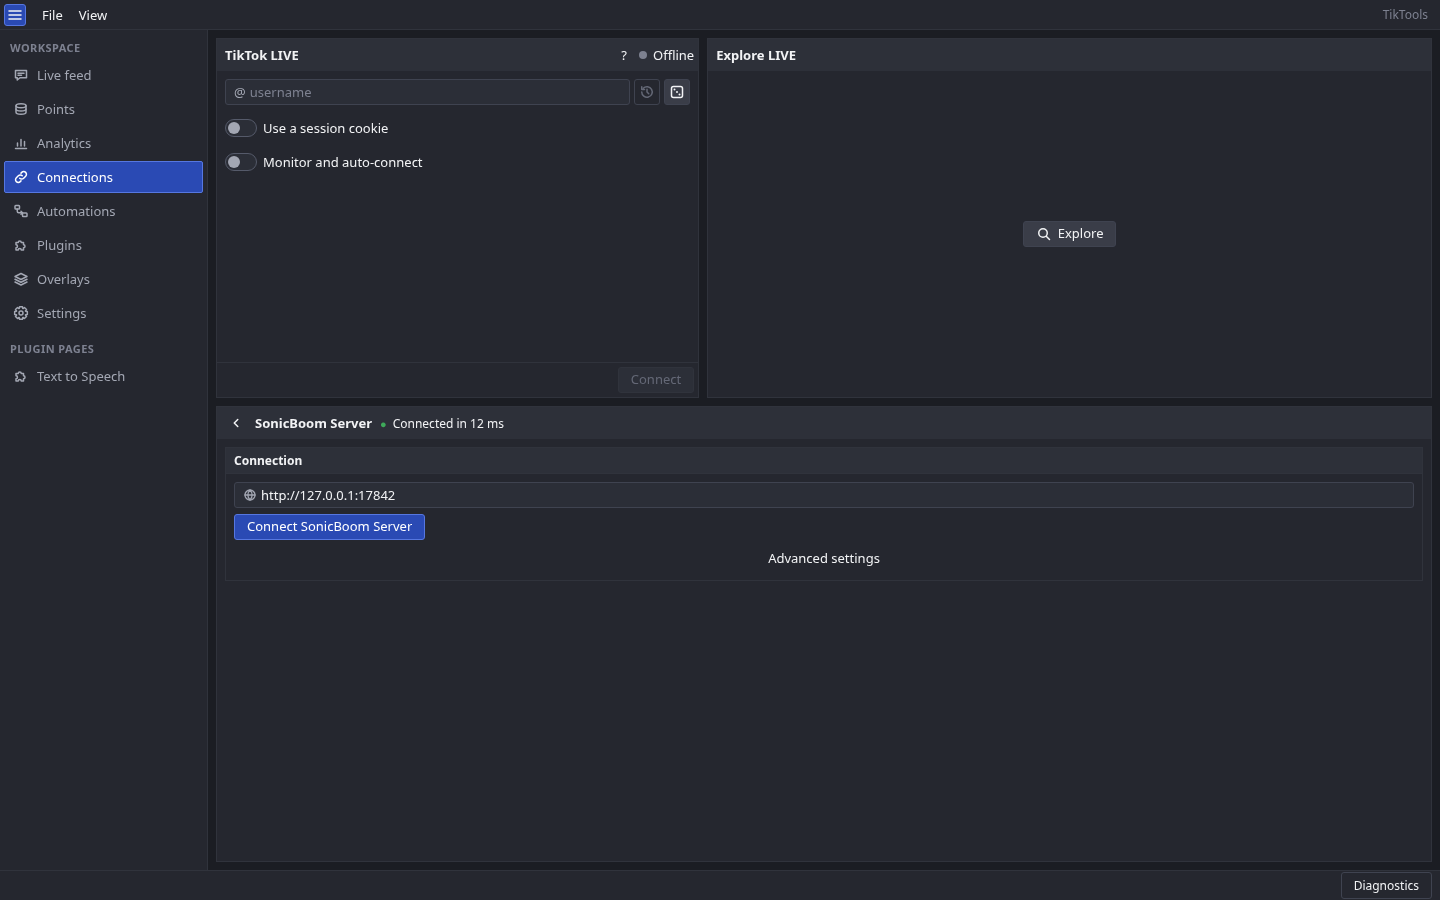 File View TikTools
WORKSPACE
Live feed
Points
Analytics
Connections
Automations
Plugins
Overlays
Settings
PLUGIN PAGES
Text to Speech
TikTok LIVE ? Offline
@ username
Use a session cookie
Monitor and auto-connect
Connect
Explore LIVE
Explore
SonicBoom Server Connected in 12 ms
Connection
http://127.0.0.1:17842
Connect SonicBoom Server
Advanced settings
Diagnostics